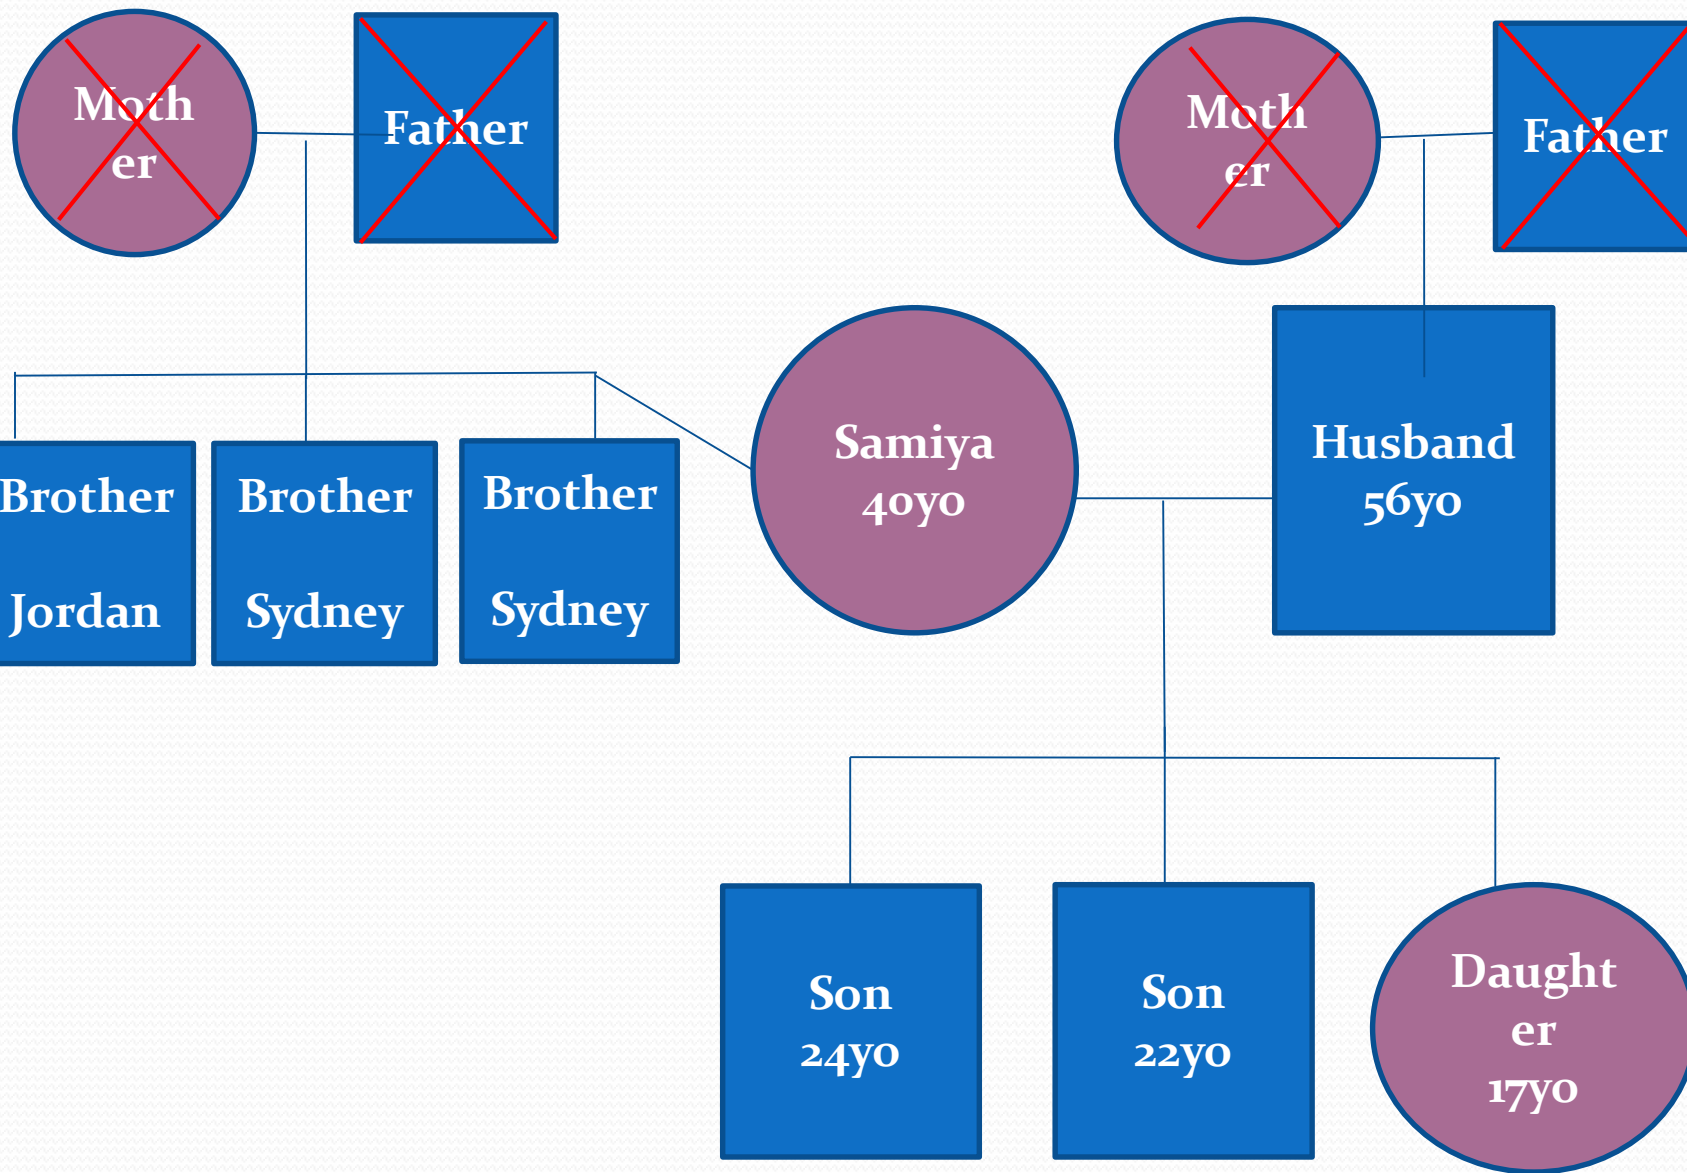 Moth
er
Father
Moth
er
Father
Samiya
40yo
Husband
56yo
Brother
Jordan
Brother
Sydney
Brother
Sydney
Son
24yo
Son
22yo
Daught
er
17yo